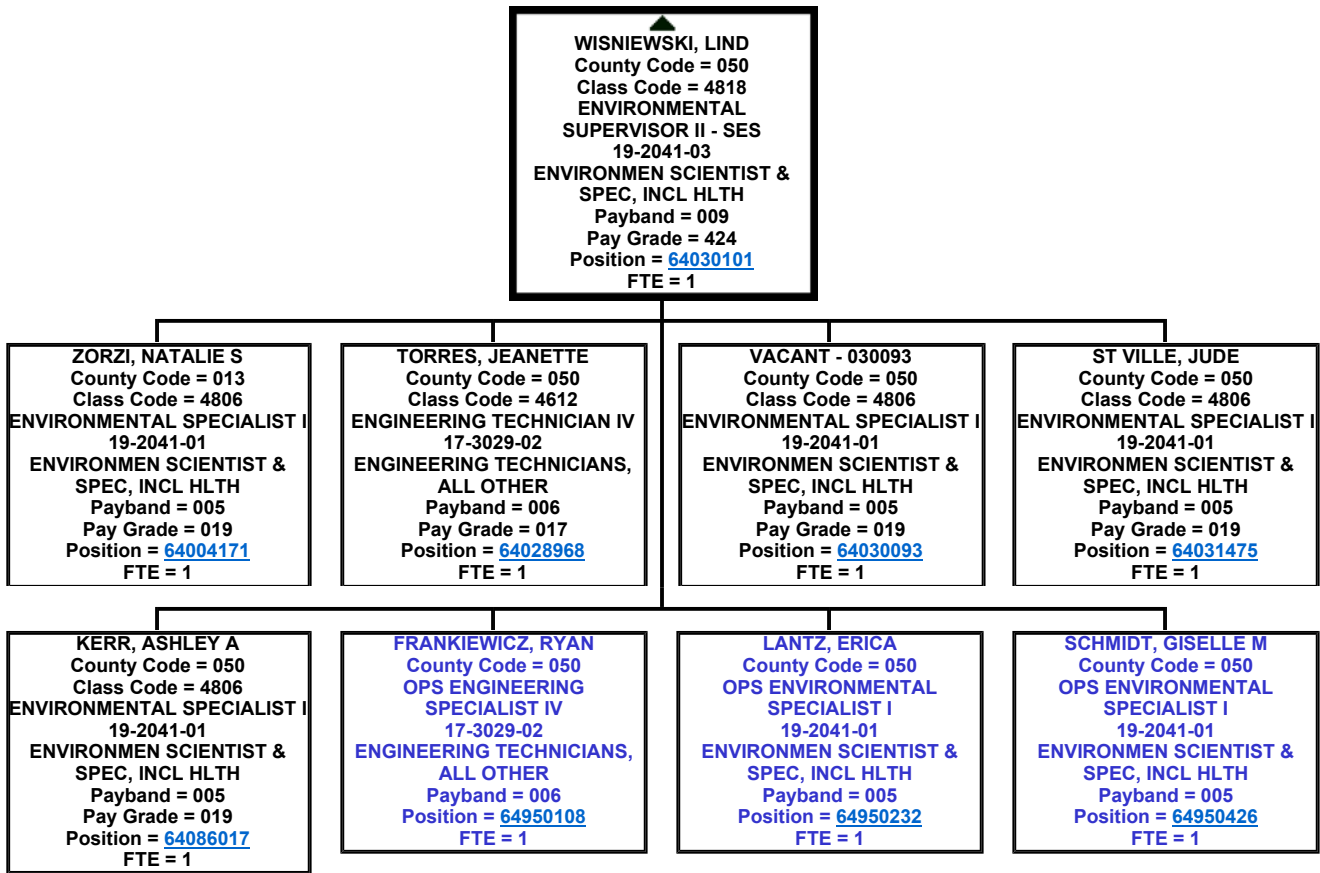 WISNIEWSKI, LIND
County Code = 050
Class Code = 4818
ENVIRONMENTAL
SUPERVISOR II - SES
19-2041-03
ENVIRONMEN SCIENTIST &
SPEC, INCL HLTH
Payband = 009
Pay Grade = 424
Position = 64030101
FTE = 1
ZORZI, NATALIE S
County Code = 013
Class Code = 4806
ENVIRONMENTAL SPECIALIST I
19-2041-01
ENVIRONMEN SCIENTIST &
SPEC, INCL HLTH
Payband = 005
Pay Grade = 019
Position = 64004171
FTE = 1
TORRES, JEANETTE
County Code = 050
Class Code = 4612
ENGINEERING TECHNICIAN IV
17-3029-02
ENGINEERING TECHNICIANS,
ALL OTHER
Payband = 006
Pay Grade = 017
Position = 64028968
FTE = 1
VACANT - 030093
County Code = 050
Class Code = 4806
ENVIRONMENTAL SPECIALIST I
19-2041-01
ENVIRONMEN SCIENTIST &
SPEC, INCL HLTH
Payband = 005
Pay Grade = 019
Position = 64030093
FTE = 1
ST VILLE, JUDE
County Code = 050
Class Code = 4806
ENVIRONMENTAL SPECIALIST I
19-2041-01
ENVIRONMEN SCIENTIST &
SPEC, INCL HLTH
Payband = 005
Pay Grade = 019
Position = 64031475
FTE = 1
KERR, ASHLEY A
County Code = 050
Class Code = 4806
ENVIRONMENTAL SPECIALIST I
19-2041-01
ENVIRONMEN SCIENTIST &
SPEC, INCL HLTH
Payband = 005
Pay Grade = 019
Position = 64086017
FTE = 1
FRANKIEWICZ, RYAN
County Code = 050
OPS ENGINEERING
SPECIALIST IV
17-3029-02
ENGINEERING TECHNICIANS,
ALL OTHER
Payband = 006
Position = 64950108
FTE = 1
LANTZ, ERICA
County Code = 050
OPS ENVIRONMENTAL
SPECIALIST I
19-2041-01
ENVIRONMEN SCIENTIST &
SPEC, INCL HLTH
Payband = 005
Position = 64950232
FTE = 1
SCHMIDT, GISELLE M
County Code = 050
OPS ENVIRONMENTAL
SPECIALIST I
19-2041-01
ENVIRONMEN SCIENTIST &
SPEC, INCL HLTH
Payband = 005
Position = 64950426
FTE = 1